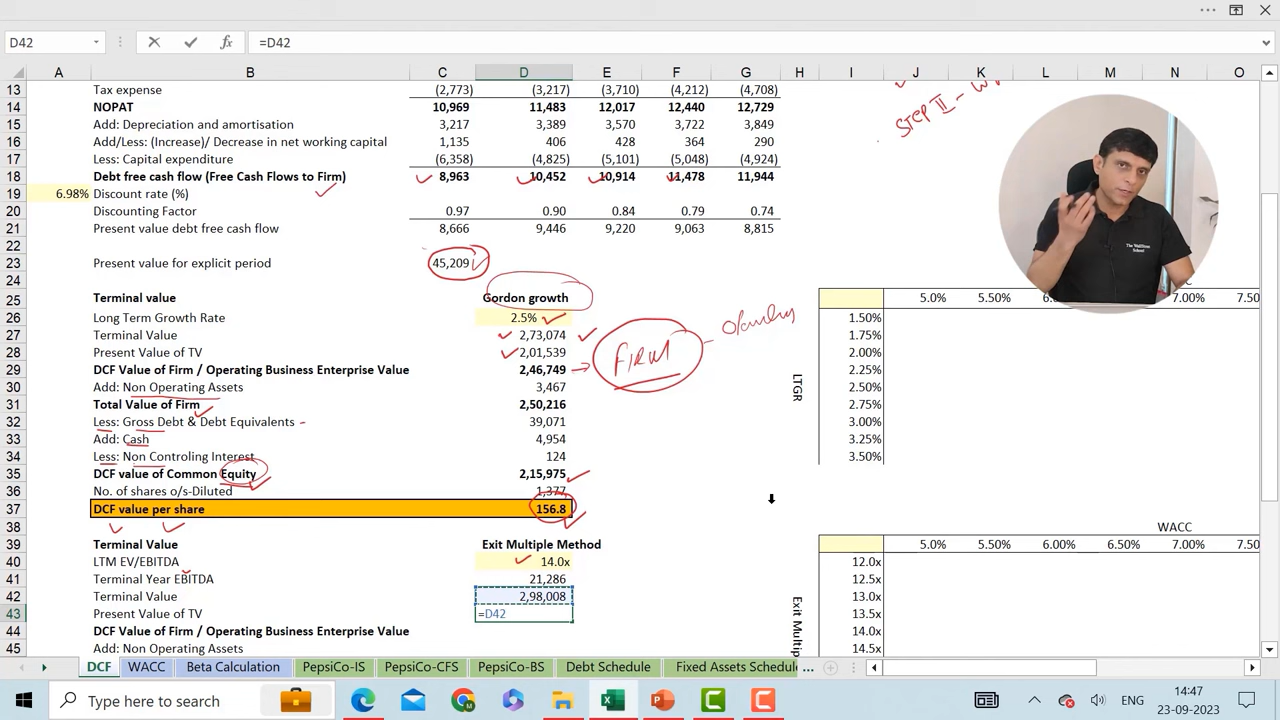 D42 =D42
A B C D E F G H I J K L M N O
13 Tax expense (2,773) (3,217) (3,710) (4,212) (4,708)
14 NOPAT 10,969 11,483 12,017 12,440 12,729
15 Add: Depreciation and amortisation 3,217 3,389 3,570 3,722 3,849
16 Add/Less: (Increase)/ Decrease in net working capital 1,135 406 428 364 290
17 Less: Capital expenditure (6,358) (4,825) (5,101) (5,048) (4,924)
18 Debt free cash flow (Free Cash Flows to Firm) 8,963 10,452 10,914 11,478 11,944
19 6.98% Discount rate (%)
20 Discounting Factor 0.97 0.90 0.84 0.79 0.74
21 Present value debt free cash flow 8,666 9,446 9,220 9,063 8,815
22
23 Present value for explicit period 45,209
24
25 Terminal value Gordon growth
26 Long Term Growth Rate 2.5%
27 Terminal Value 2,73,074
28 Present Value of TV 2,01,539
29 DCF Value of Firm / Operating Business Enterprise Value 2,46,749
30 Add: Non Operating Assets 3,467
31 Total Value of Firm 2,50,216
32 Less: Gross Debt & Debt Equivalents 39,071
33 Add: Cash 4,954
34 Less: Non Controling Interest 124
35 DCF value of Common Equity 2,15,975
36 No. of shares o/s-Diluted 1,377
37 DCF value per share 156.8
38
39 Terminal Value Exit Multiple Method
40 LTM EV/EBITDA 14.0x
41 Terminal Year EBITDA 21,286
42 Terminal Value 2,98,008
43 Present Value of TV =D42
44 DCF Value of Firm / Operating Business Enterprise Value
45 Add: Non Operating Assets
FIRM
STEP II -
The WallStreet
School
5.0% 5.50% 7.00% 7.50
1.50%
1.75%
2.00%
2.25%
2.50%
2.75%
3.00%
3.25%
3.50%
LTGR
WACC
5.0% 5.50% 6.00% 6.50% 6.00% 6.50% 7.00% 7.50
12.0x
12.5x
13.0x
13.5x
14.0x
14.5x
DCF WACC Beta Calculation PepsiCo-IS PepsiCo-CFS PepsiCo-BS Debt Schedule Fixed Assets Schedul ...
Type here to search
ENG
14:47
23-09-2023